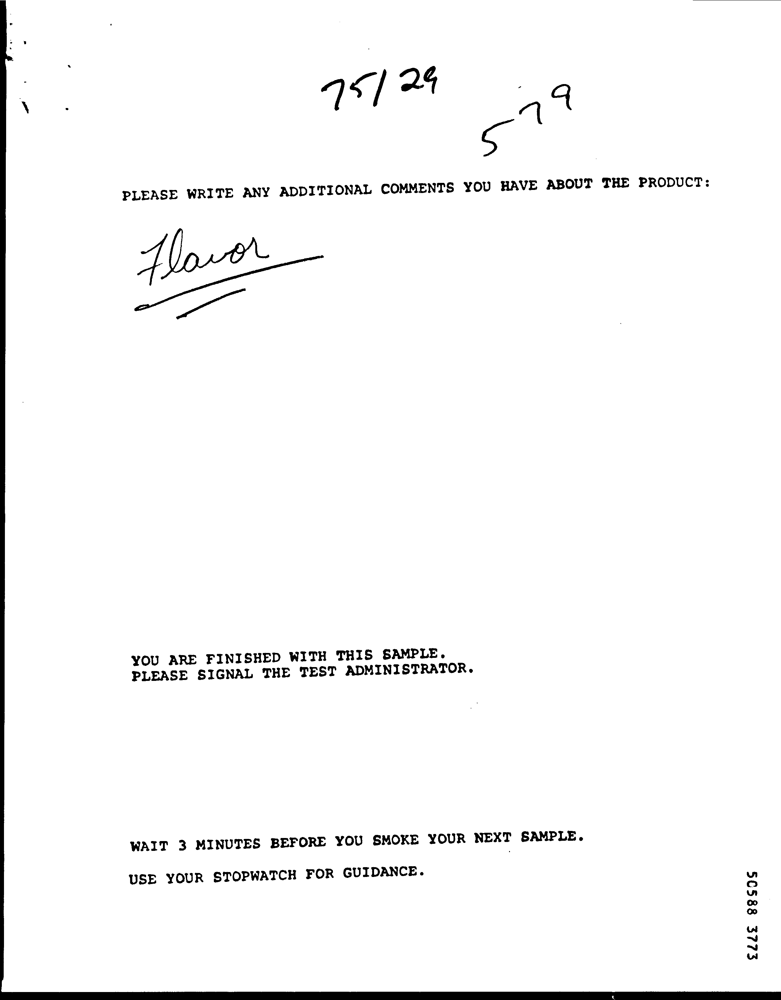 75/29
579
PLEASE WRITE ANY ADDITIONAL COMMENTS YOU HAVE ABOUT THE PRODUCT:
Flavor
YOU ARE FINISHED WITH THIS SAMPLE.
PLEASE SIGNAL THE TEST ADMINISTRATOR.
WAIT 3 MINUTES BEFORE YOU SMOKE YOUR NEXT SAMPLE.
USE YOUR STOPWATCH FOR GUIDANCE.
50588 3773